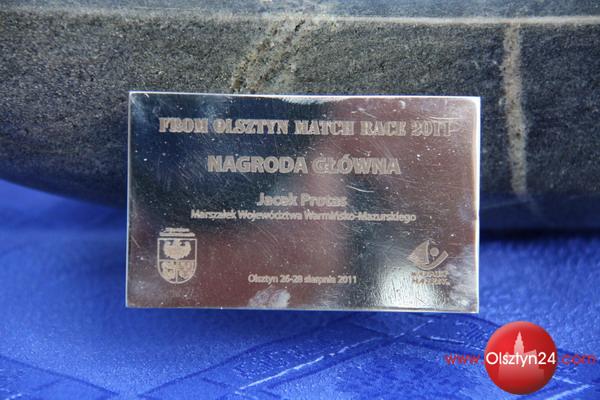 FROM OLSZTYN MATCH RACE 2011
NAGRODA GŁÓWNA
Jacek Protas
Marszałek Województwa Warmińsko-Mazurskiego
Olsztyn 26-28 sierpnia 2011
www.Olsztyn24.com